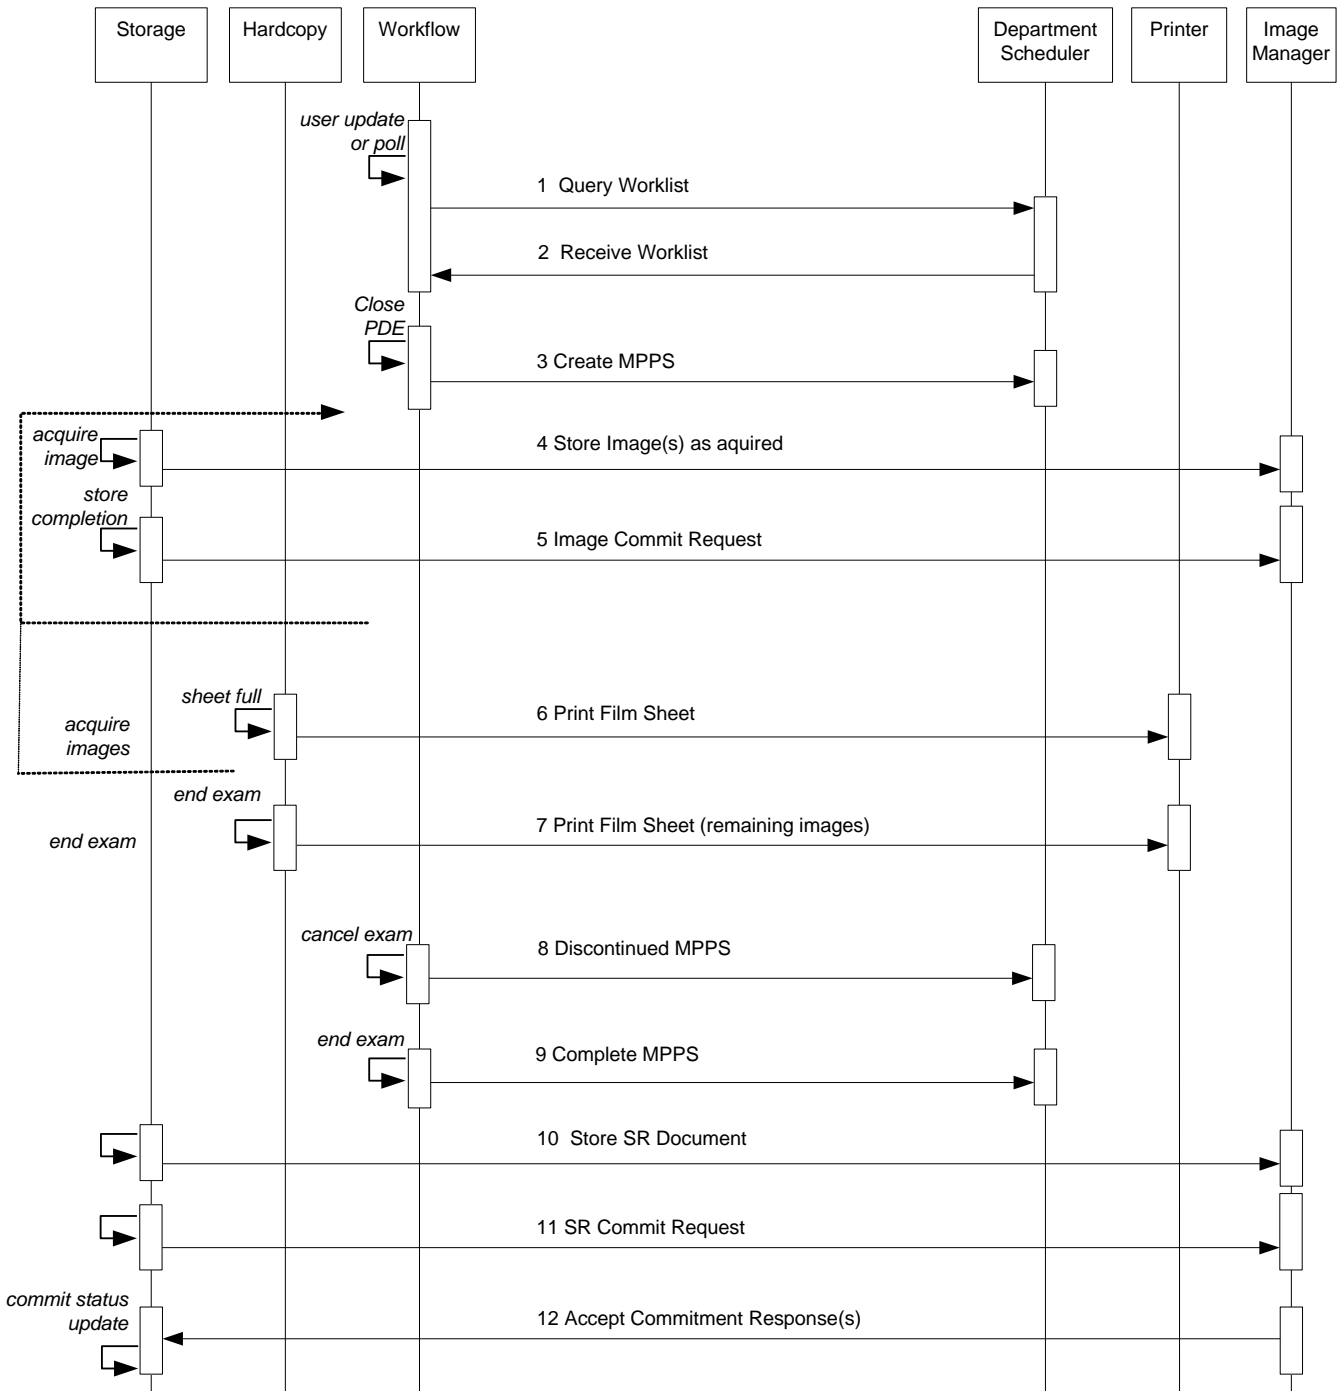 Storage
Hardcopy
Workflow
Department
Scheduler
Printer
Image
Manager
user update
or poll
1 Query Worklist
2 Receive Worklist
Close
PDE
3 Create MPPS
acquire
image
4 Store Image(s) as aquired
store
completion
5 Image Commit Request
sheet full
6 Print Film Sheet
acquire
images
end exam
7 Print Film Sheet (remaining images)
end exam
cancel exam
8 Discontinued MPPS
end exam
9 Complete MPPS
10 Store SR Document
11 SR Commit Request
commit status
update
12 Accept Commitment Response(s)